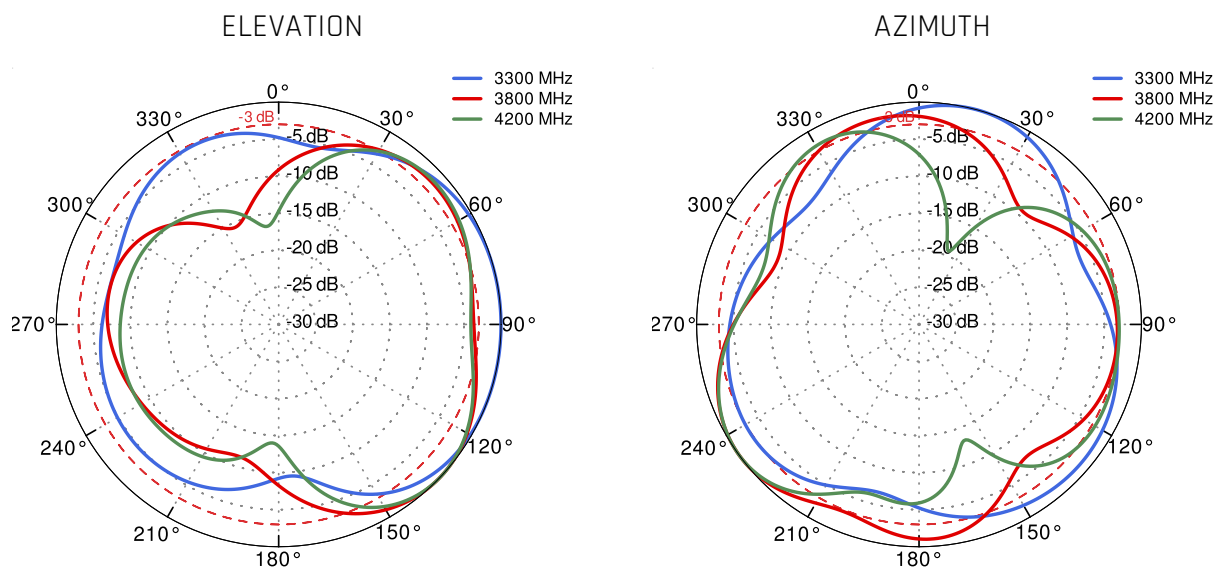 ELEVATION
3300 MHz
3800 MHz
4200 MHz
0°
30°
60°
90°
120°
150°
180°
210°
240°
270°
300°
330°
-3 dB
-5 dB
-10 dB
-15 dB
-20 dB
-25 dB
-30 dB
AZIMUTH
3300 MHz
3800 MHz
4200 MHz
0°
30°
60°
90°
120°
150°
180°
210°
240°
270°
300°
330°
-3 dB
-5 dB
-10 dB
-15 dB
-20 dB
-25 dB
-30 dB